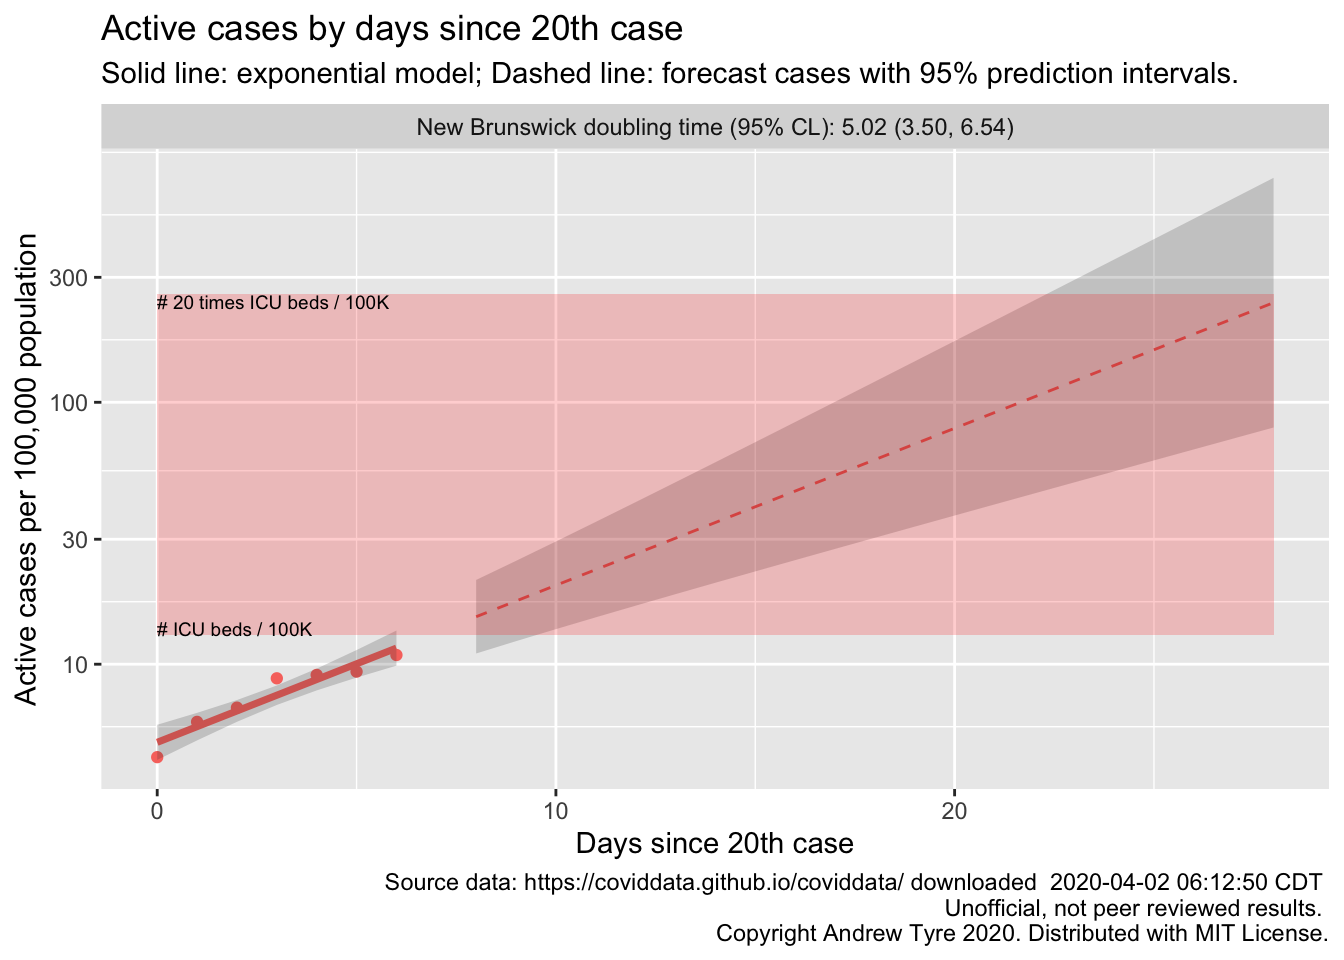 Active cases by days since 20th case
Solid line: exponential model; Dashed line: forecast cases with 95% prediction intervals.
New Brunswick doubling time (95% CL): 5.02 (3.50, 6.54)
Active cases per 100,000 population
300
100
30
10
# 20 times ICU beds / 100K
# ICU beds / 100K
0
10
20
Days since 20th case
Source data: https://coviddata.github.io/coviddata/ downloaded  2020-04-02 06:12:50 CDT
Unofficial, not peer reviewed results.
Copyright Andrew Tyre 2020. Distributed with MIT License.